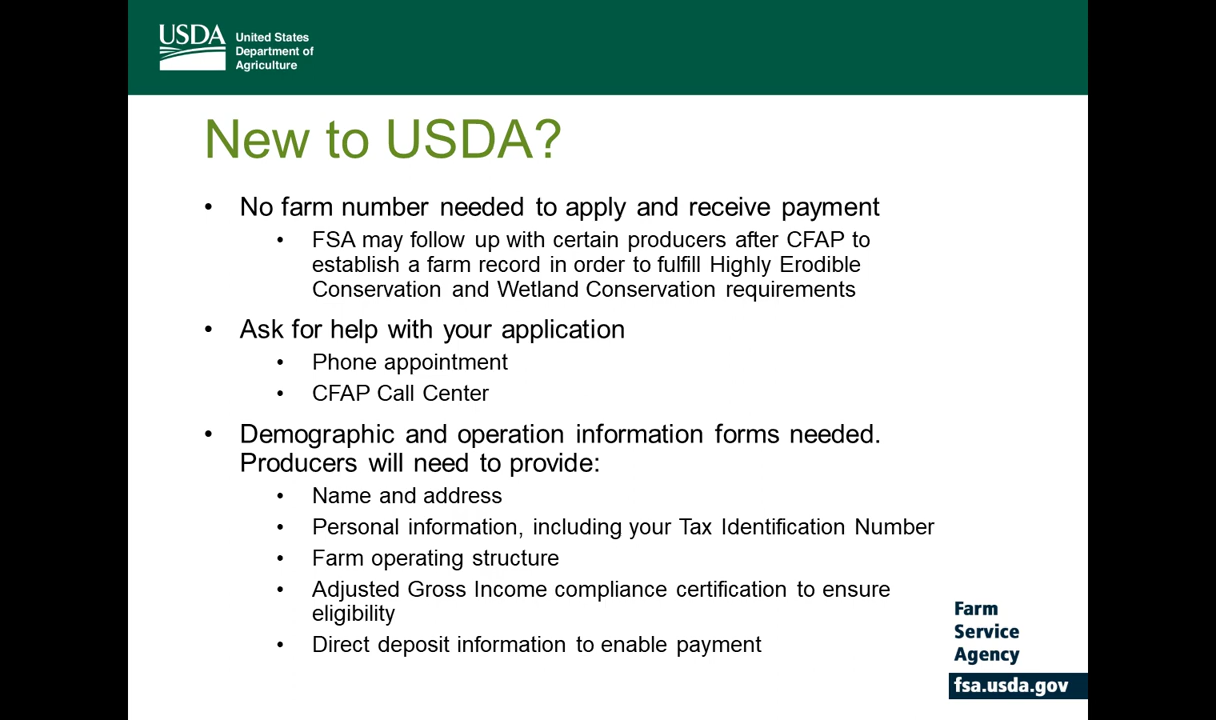 USDA
United States
Department of
Agriculture
New to USDA?
• No farm number needed to apply and receive payment
• FSA may follow up with certain producers after CFAP to
establish a farm record in order to fulfill Highly Erodible
Conservation and Wetland Conservation requirements
• Ask for help with your application
• Phone appointment
• CFAP Call Center
• Demographic and operation information forms needed.
Producers will need to provide:
• Name and address
• Personal information, including your Tax Identification Number
• Farm operating structure
• Adjusted Gross Income compliance certification to ensure
eligibility
• Direct deposit information to enable payment
Farm
Service
Agency
fsa.usda.gov